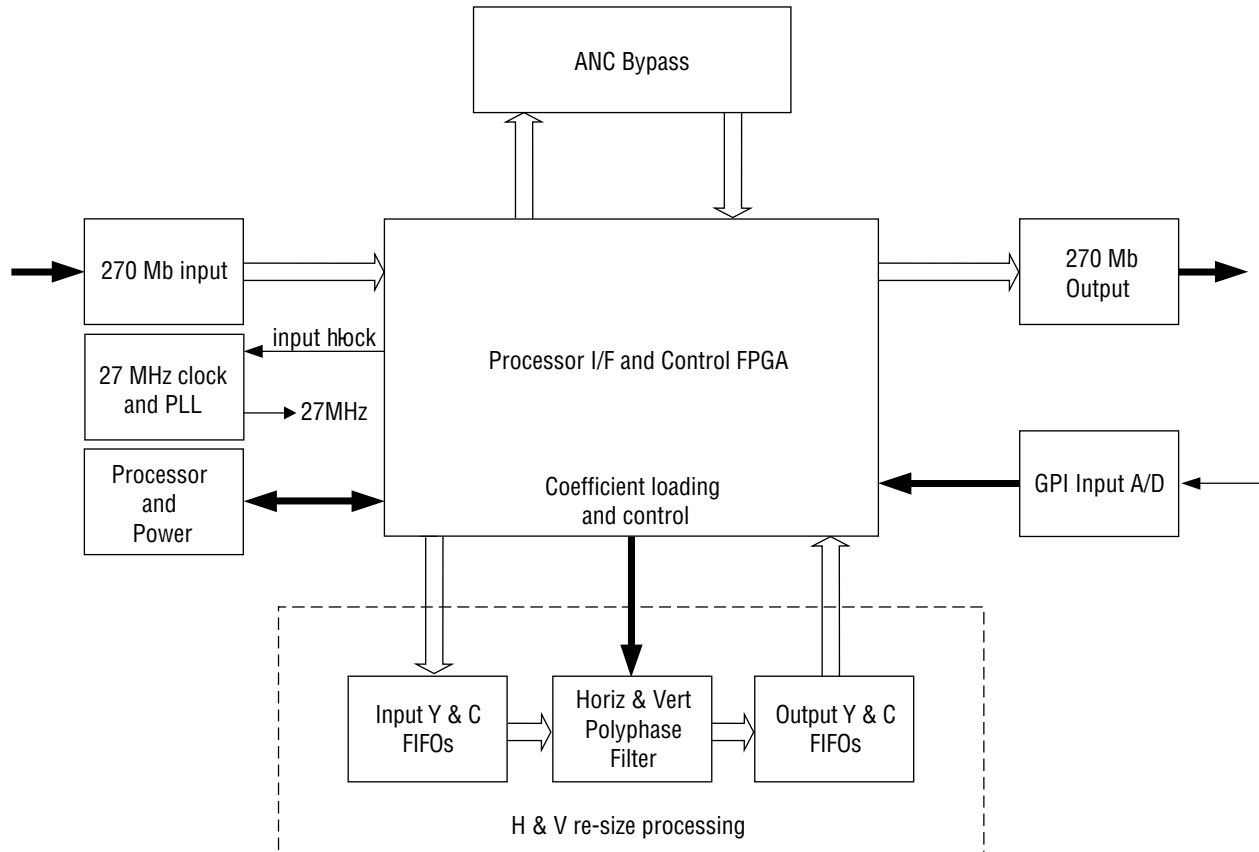 ANC Bypass
270 Mb input
270 Mb
Output
input h-lock
27 MHz clock
and PLL
27MHz
Processor I/F and Control FPGA
Processor
and
Power
Coefficient loading
and control
GPI Input A/D
Input Y & C
FIFOs
Horiz & Vert
Polyphase
Filter
Output Y & C
FIFOs
H & V re-size processing